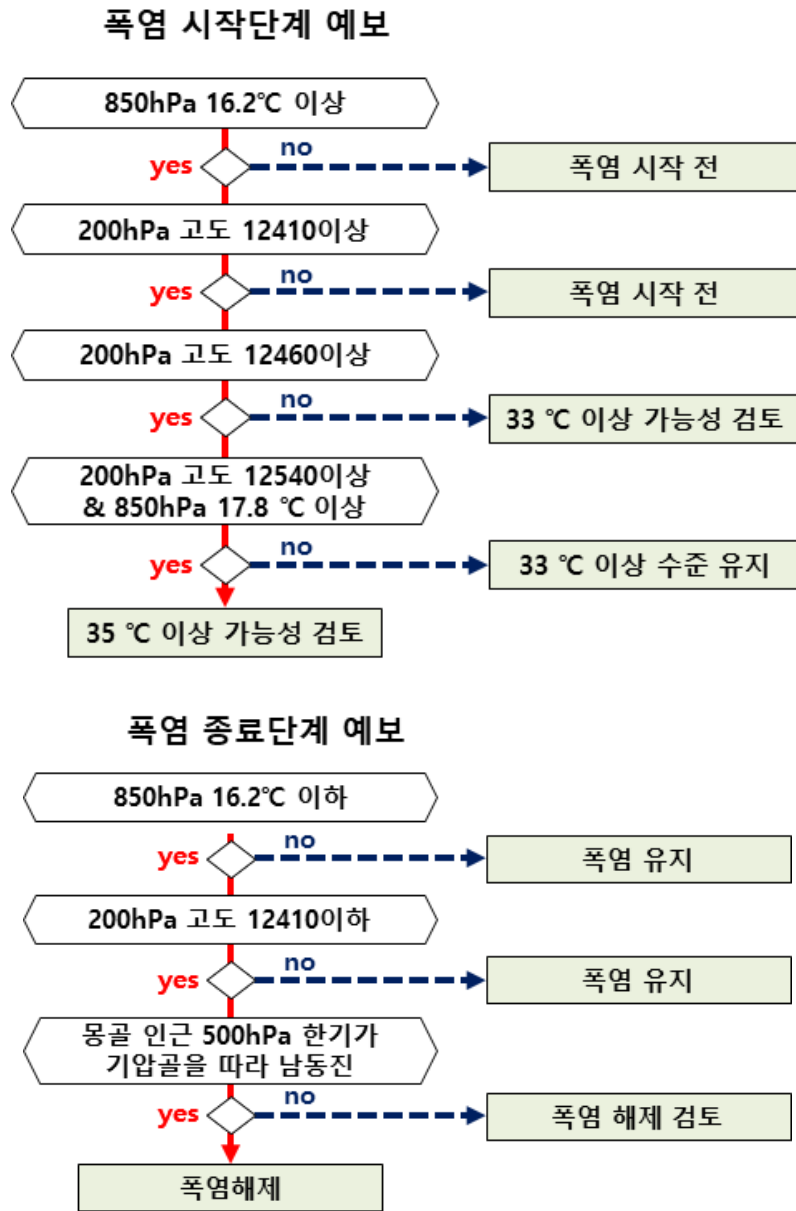 폭염 시작단계 예보
850hPa 16.2℃ 이상
yes
no
폭염 시작 전
200hPa 고도 12410이상
yes
no
폭염 시작 전
200hPa 고도 12460이상
yes
no
33 ℃ 이상 가능성 검토
200hPa 고도 12540이상
& 850hPa 17.8 ℃ 이상
yes
no
33 ℃ 이상 수준 유지
35 ℃ 이상 가능성 검토
폭염 종료단계 예보
850hPa 16.2℃ 이하
yes
no
폭염 유지
200hPa 고도 12410이하
yes
no
폭염 유지
몽골 인근 500hPa 한기가
기압골을 따라 남동진
yes
no
폭염 해제 검토
폭염해제